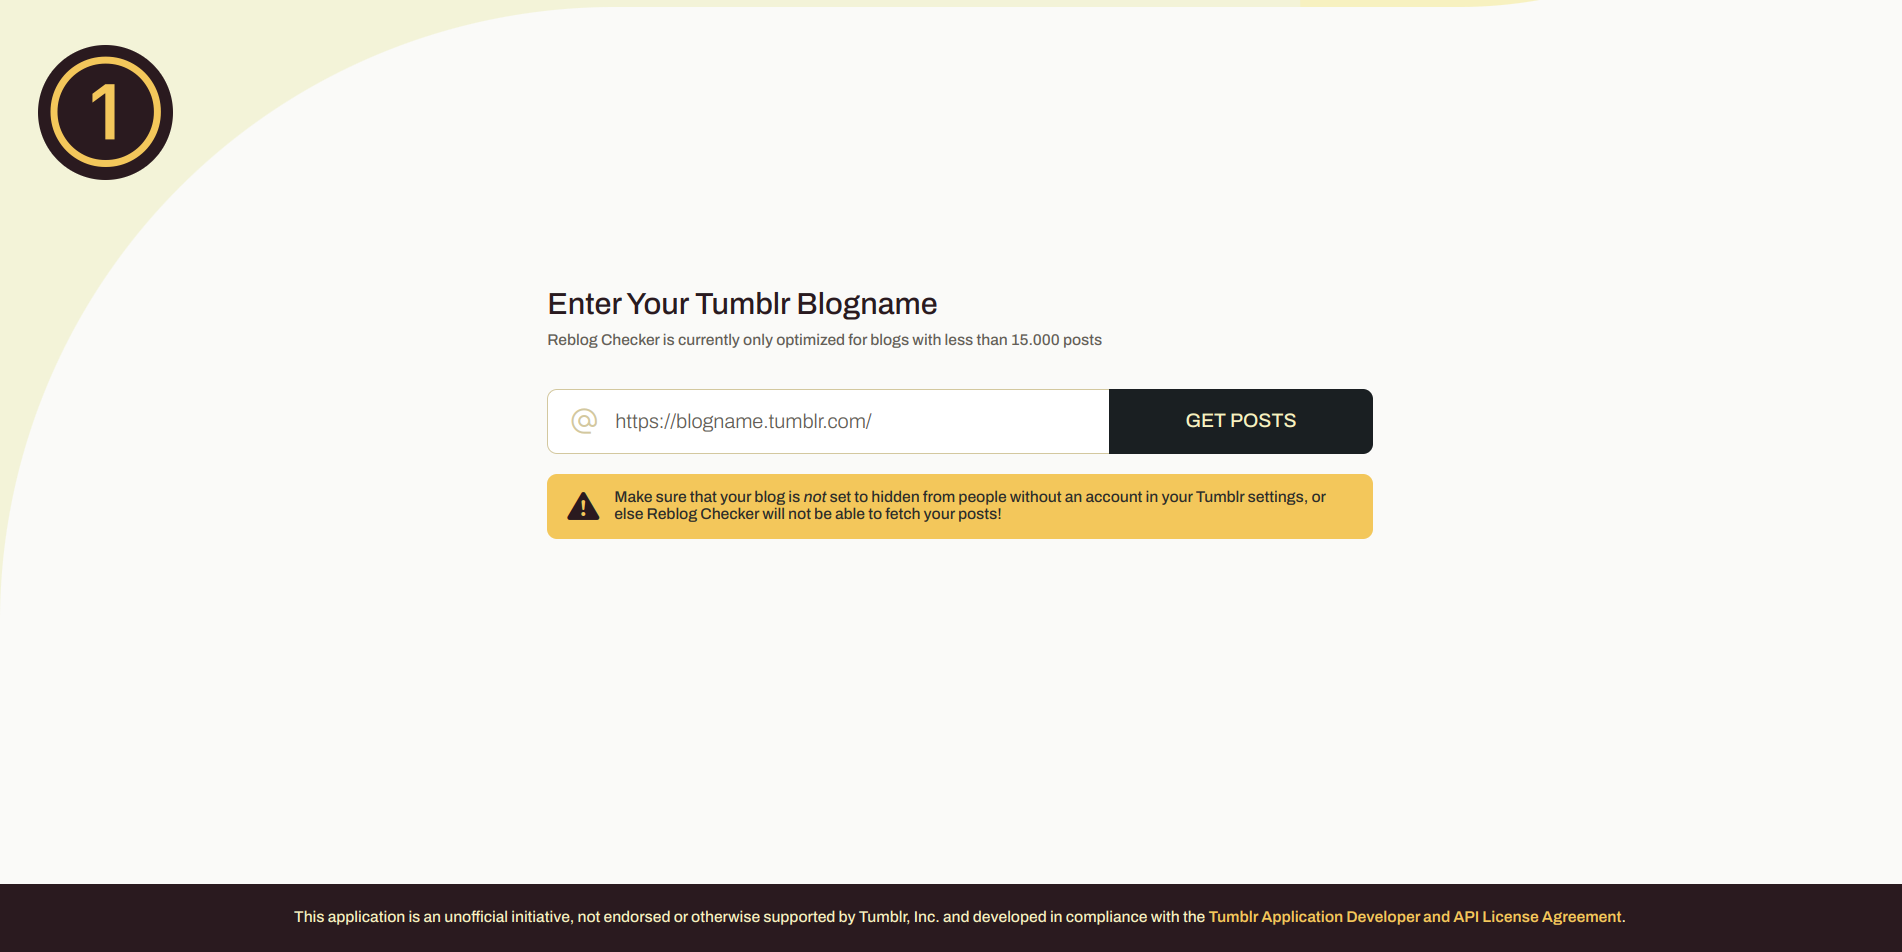 1
Enter Your Tumblr Blogname
Reblog Checker is currently only optimized for blogs with less than 15.000 posts
@ https://blogname.tumblr.com/ GET POSTS
Make sure that your blog is not set to hidden from people without an account in your Tumblr settings, or
else Reblog Checker will not be able to fetch your posts!
This application is an unofficial initiative, not endorsed or otherwise supported by Tumblr, Inc. and developed in compliance with the Tumblr Application Developer and API License Agreement.